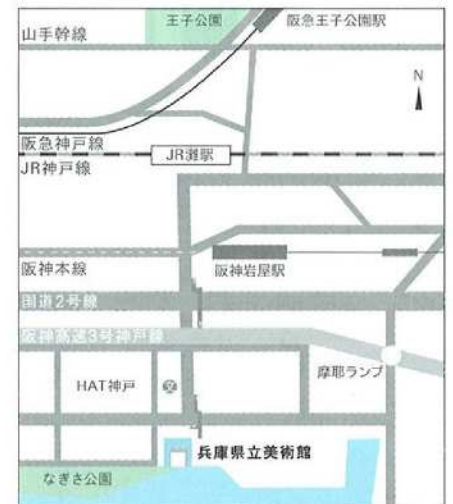 王子公園
阪急王子公園駅
山手幹線
N
阪急神戸線
JR灘駅
JR神戸線
阪神本線
阪神岩屋駅
国道2号線
阪神高速3号神戸線
摩耶ランプ
HAT神戸
文
兵庫県立美術館
なぎさ公園